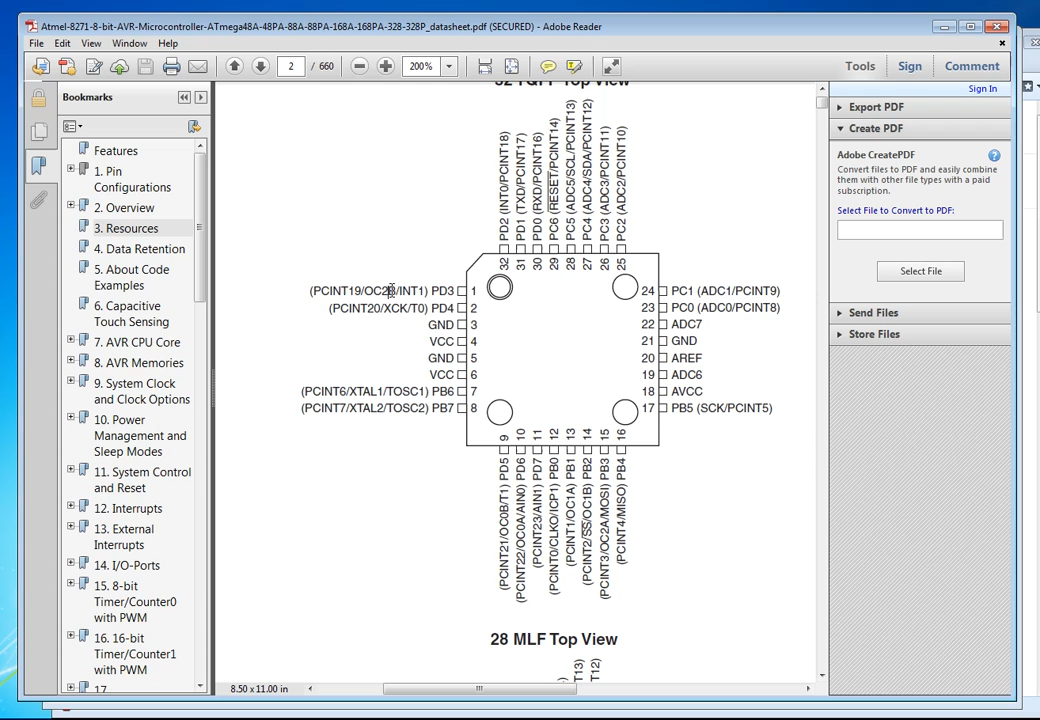 Atmel-8271-8-bit-AVR-Microcontroller-ATmega48A-48PA-88A-88PA-168A-168PA-328-328P_datasheet.pdf (SECURED) - Adobe Reader
File Edit View Window Help
2 / 660 200% Tools Sign Comment
Sign In
Bookmarks
Features
1. Pin
Configurations
2. Overview
3. Resources
4. Data Retention
5. About Code
Examples
6. Capacitive
Touch Sensing
7. AVR CPU Core
8. AVR Memories
9. System Clock
and Clock Options
10. Power
Management and
Sleep Modes
11. System Control
and Reset
12. Interrupts
13. External
Interrupts
14. I/O-Ports
15. 8-bit
Timer/Counter0
with PWM
16. 16-bit
Timer/Counter1
with PWM
17.
Top View
PD2 (INT0/PCINT18)
PD1 (TXD/PCINT17)
PD0 (RXD/PCINT16)
PC6 (RESET/PCINT14)
PC5 (ADC5/SCL/PCINT13)
PC4 (ADC4/SDA/PCINT12)
PC3 (ADC3/PCINT11)
PC2 (ADC2/PCINT10)
32 31 30 29 28 27 26 25
(PCINT19/OC2B/INT1) PD3 1
(PCINT20/XCK/T0) PD4 2
GND 3
VCC 4
GND 5
VCC 6
(PCINT6/XTAL1/TOSC1) PB6 7
(PCINT7/XTAL2/TOSC2) PB7 8
24 PC1 (ADC1/PCINT9)
23 PC0 (ADC0/PCINT8)
22 ADC7
21 GND
20 AREF
19 ADC6
18 AVCC
17 PB5 (SCK/PCINT5)
9 10 11 12 13 14 15 16
(PCINT21/OC0B/T1) PD5
(PCINT22/OC0A/AIN0) PD6
(PCINT23/AIN1) PD7
(PCINT0/CLKO/ICP1) PB0
(PCINT1/OC1A) PB1
(PCINT2/SS/OC1B) PB2
(PCINT3/OC2A/MOSI) PB3
(PCINT4/MISO) PB4
28 MLF Top View
T13)
T12)
8.50 x 11.00 in
Export PDF
Create PDF
Adobe CreatePDF
Convert files to PDF and easily combine
them with other file types with a paid
subscription.
Select File to Convert to PDF:
Select File
Send Files
Store Files